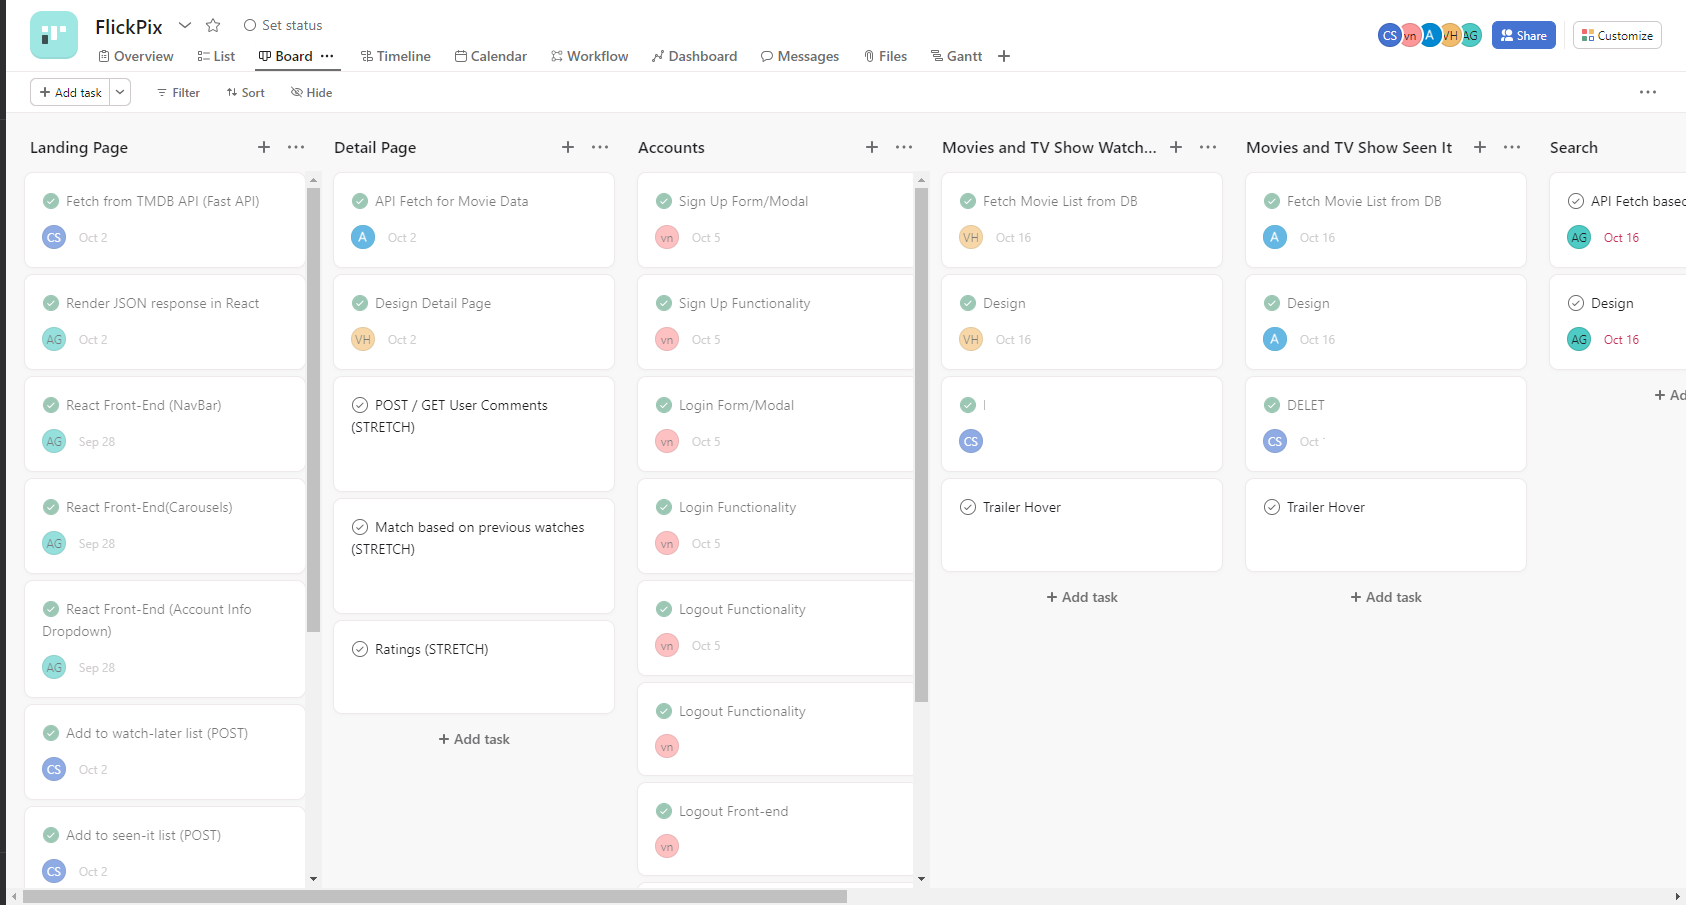 FlickPix
Set status
CS vn A VH AG
Share
Customize
Overview
List
Board
Timeline
Calendar
Workflow
Dashboard
Messages
Files
Gantt
Add task
Filter
Sort
Hide
Landing Page
Fetch from TMDB API (Fast API)
CS Oct 2
Render JSON response in React
AG Oct 2
React Front-End (NavBar)
AG Sep 28
React Front-End(Carousels)
AG Sep 28
React Front-End (Account Info
Dropdown)
AG Sep 28
Add to watch-later list (POST)
CS Oct 2
Add to seen-it list (POST)
CS Oct 2
Detail Page
API Fetch for Movie Data
A Oct 2
Design Detail Page
VH Oct 2
POST / GET User Comments
(STRETCH)
Match based on previous watches
(STRETCH)
Ratings (STRETCH)
+ Add task
Accounts
Sign Up Form/Modal
vn Oct 5
Sign Up Functionality
vn Oct 5
Login Form/Modal
vn Oct 5
Login Functionality
vn Oct 5
Logout Functionality
vn Oct 5
Logout Functionality
vn
Logout Front-end
vn
Movies and TV Show Watch...
Fetch Movie List from DB
VH Oct 16
Design
VH Oct 16
CS
Trailer Hover
+ Add task
Movies and TV Show Seen It
Fetch Movie List from DB
A Oct 16
Design
A Oct 16
DELET
CS Oct
Trailer Hover
+ Add task
Search
API Fetch based
AG Oct 16
Design
AG Oct 16
+ Ad